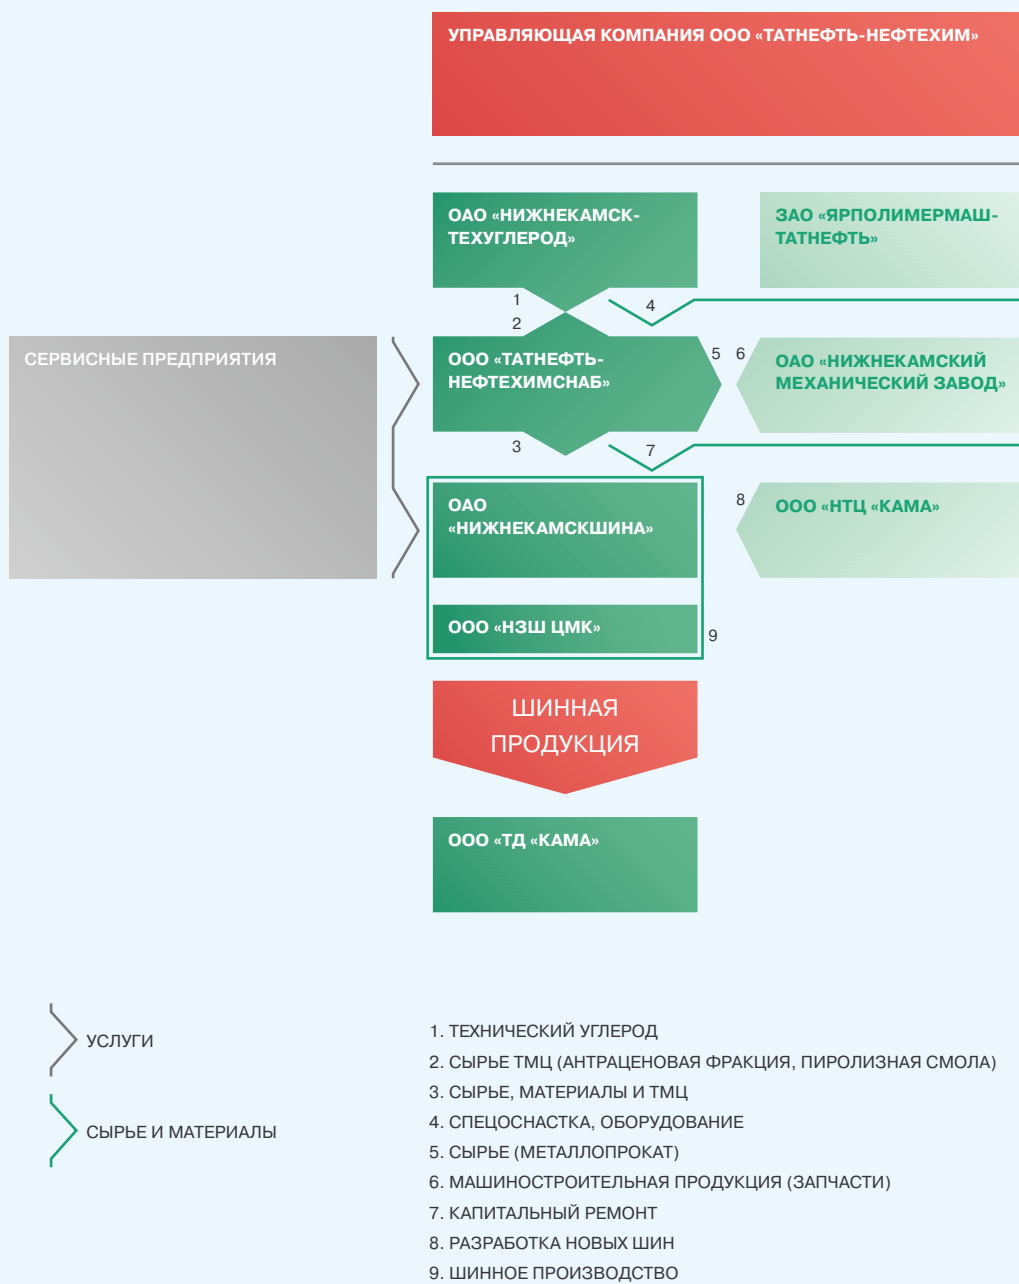 УПРАВЛЯЮЩАЯ КОМПАНИЯ ООО «ТАТНЕФТЬ-НЕФТЕХИМ»
ОАО «НИЖНЕКАМСК-
ТЕХУГЛЕРОД»
ЗАО «ЯРПОЛИМЕРМАШ-
ТАТНЕФТЬ»
1
4
2
СЕРВИСНЫЕ ПРЕДПРИЯТИЯ
ООО «ТАТНЕФТЬ-
НЕФТЕХИМСНАБ»
5
6
ОАО «НИЖНЕКАМСКИЙ
МЕХАНИЧЕСКИЙ ЗАВОД»
3
7
ОАО
«НИЖНЕКАМСКШИНА»
8
ООО «НТЦ «КАМА»
ООО «НЗШ ЦМК»
9
ШИННАЯ
ПРОДУКЦИЯ
ООО «ТД «КАМА»
УСЛУГИ
СЫРЬЕ И МАТЕРИАЛЫ
1. ТЕХНИЧЕСКИЙ УГЛЕРОД
2. СЫРЬЕ ТМЦ (АНТРАЦЕНОВАЯ ФРАКЦИЯ, ПИРОЛИЗНАЯ СМОЛА)
3. СЫРЬЕ, МАТЕРИАЛЫ И ТМЦ
4. СПЕЦОСНАСТКА, ОБОРУДОВАНИЕ
5. СЫРЬЕ (МЕТАЛЛОПРОКАТ)
6. МАШИНОСТРОИТЕЛЬНАЯ ПРОДУКЦИЯ (ЗАПЧАСТИ)
7. КАПИТАЛЬНЫЙ РЕМОНТ
8. РАЗРАБОТКА НОВЫХ ШИН
9. ШИННОЕ ПРОИЗВОДСТВО